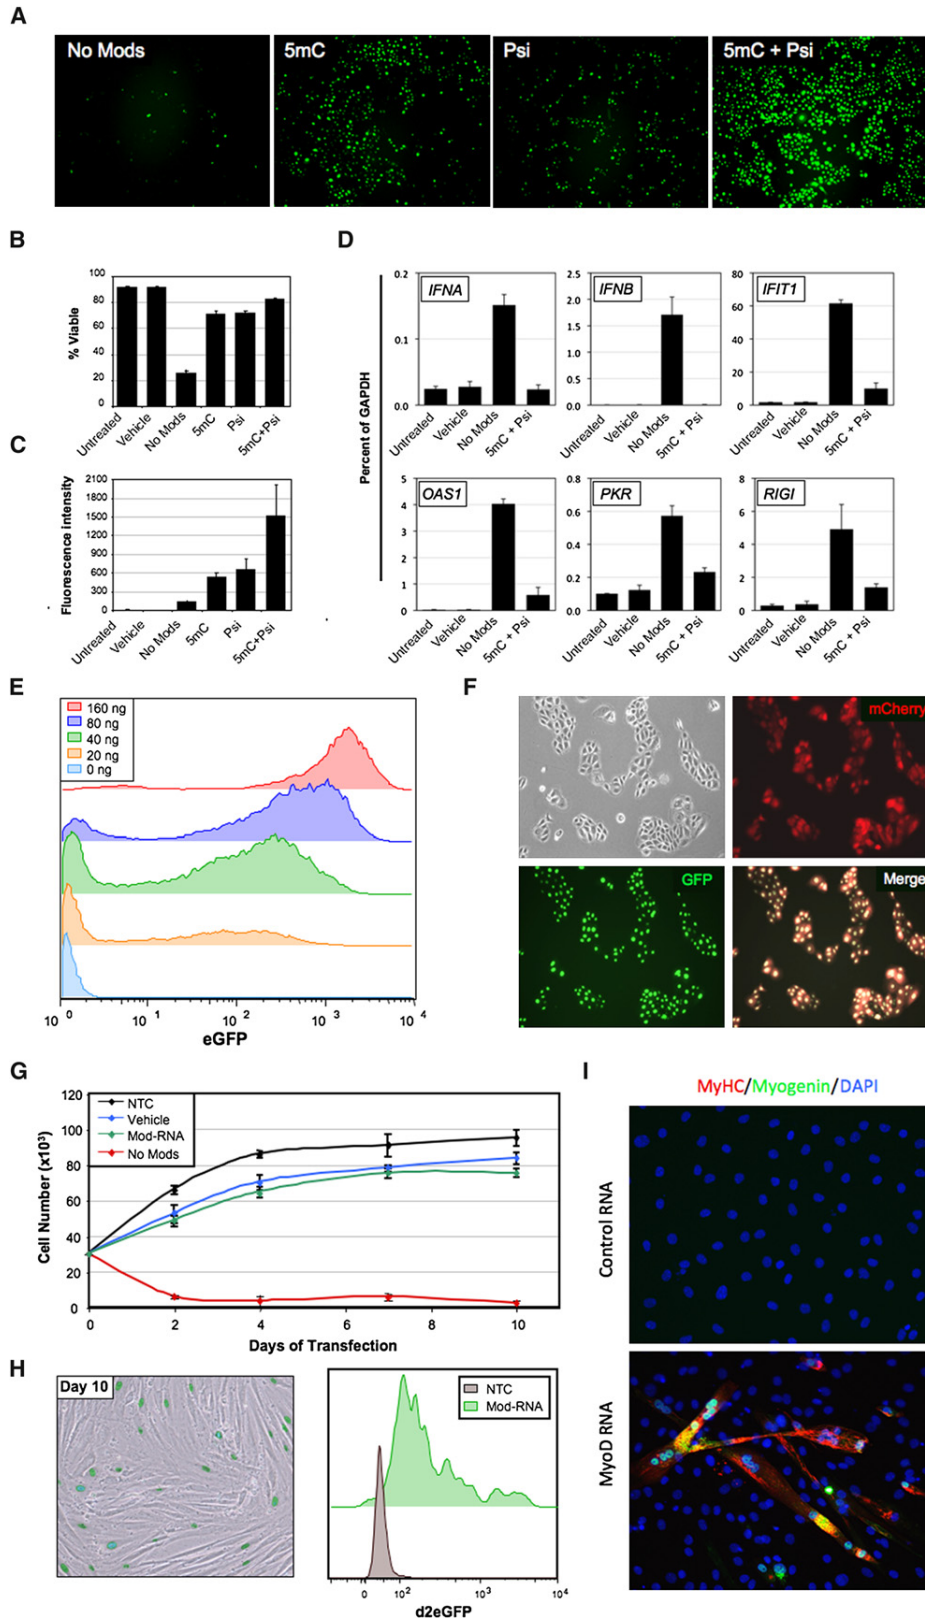 A
No Mods
5mC
Psi
5mC + Psi
B
% Viable
100
80
60
40
20
0
Untreated
Vehicle
No Mods
5mC
Psi
5mC+Psi
C
Fluorescence intensity
2100
1800
1500
1200
900
600
300
0
Untreated
Vehicle
No Mods
5mC
Psi
5mC+Psi
D
Percent of GAPDH
IFNA
0.2
0.1
0.0
Untreated
Vehicle
No Mods
5mC + Psi
IFNB
2.5
2.0
1.5
1.0
0.5
0.0
Untreated
Vehicle
No Mods
5mC + Psi
IFIT1
80
60
40
20
0
Untreated
Vehicle
No Mods
5mC + Psi
OAS1
5
4
3
2
1
0
Untreated
Vehicle
No Mods
5mC + Psi
PKR
0.8
0.6
0.4
0.2
0.0
Untreated
Vehicle
No Mods
5mC + Psi
RIGI
8
6
4
2
0
Untreated
Vehicle
No Mods
5mC + Psi
E
160 ng
80 ng
40 ng
20 ng
0 ng
10 0
10 1
10 2
10 3
10 4
eGFP
F
mCherry
GFP
Merge
G
NTC
Vehicle
Mod-RNA
No Mods
Cell Number (x10³)
120
100
80
60
40
20
0
0 2 4 6 8 10
Days of Transfection
H
Day 10
NTC
Mod-RNA
0 10² 10³ 10⁴
d2eGFP
I
MyHC/Myogenin/DAPI
Control RNA
MyoD RNA